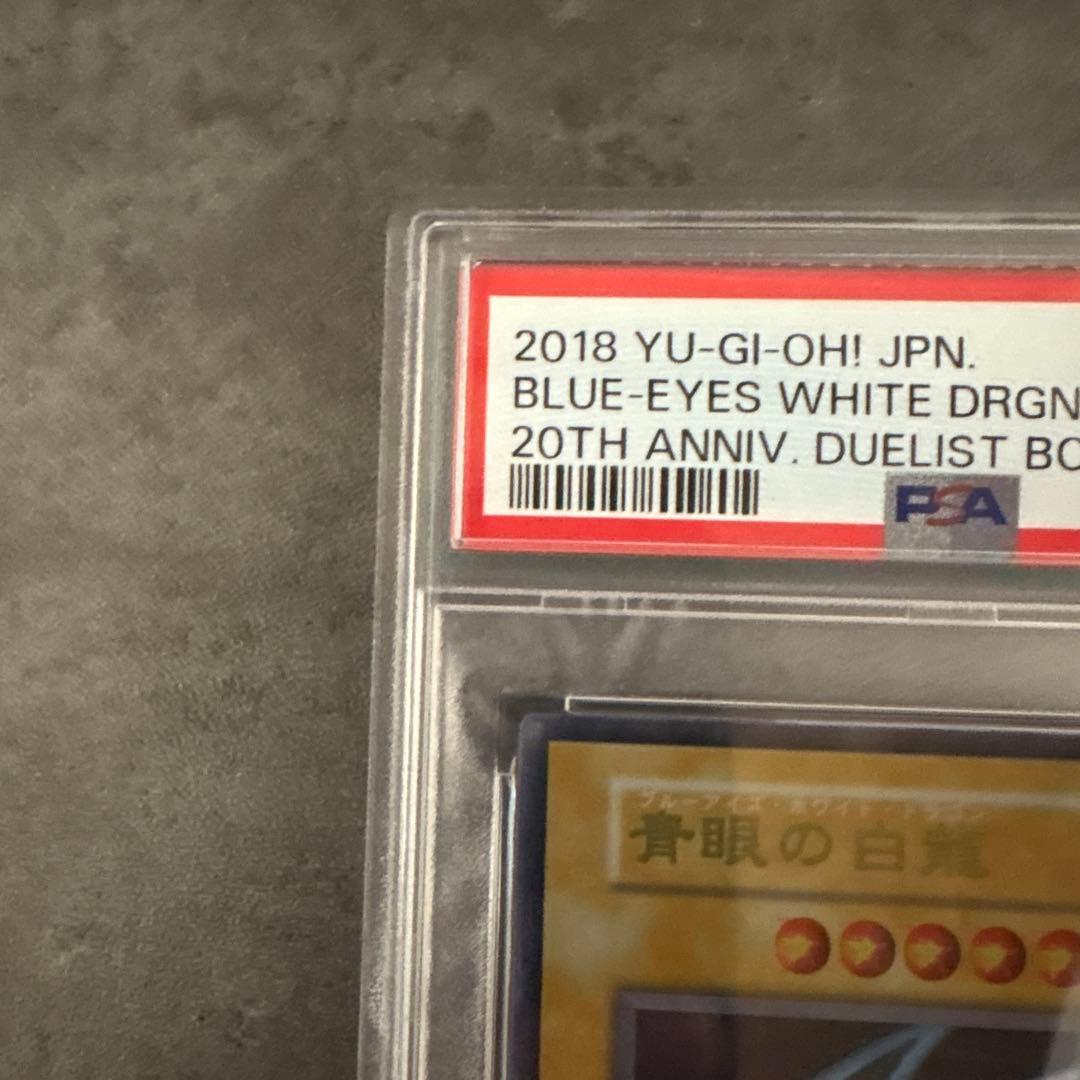 2018 YU-GI-OH! JPN.
BLUE-EYES WHITE DRGN
20TH ANNIV. DUELIST BO
PSA
ブルーアイズ・ホワイト・ドラゴン
青眼の白龍